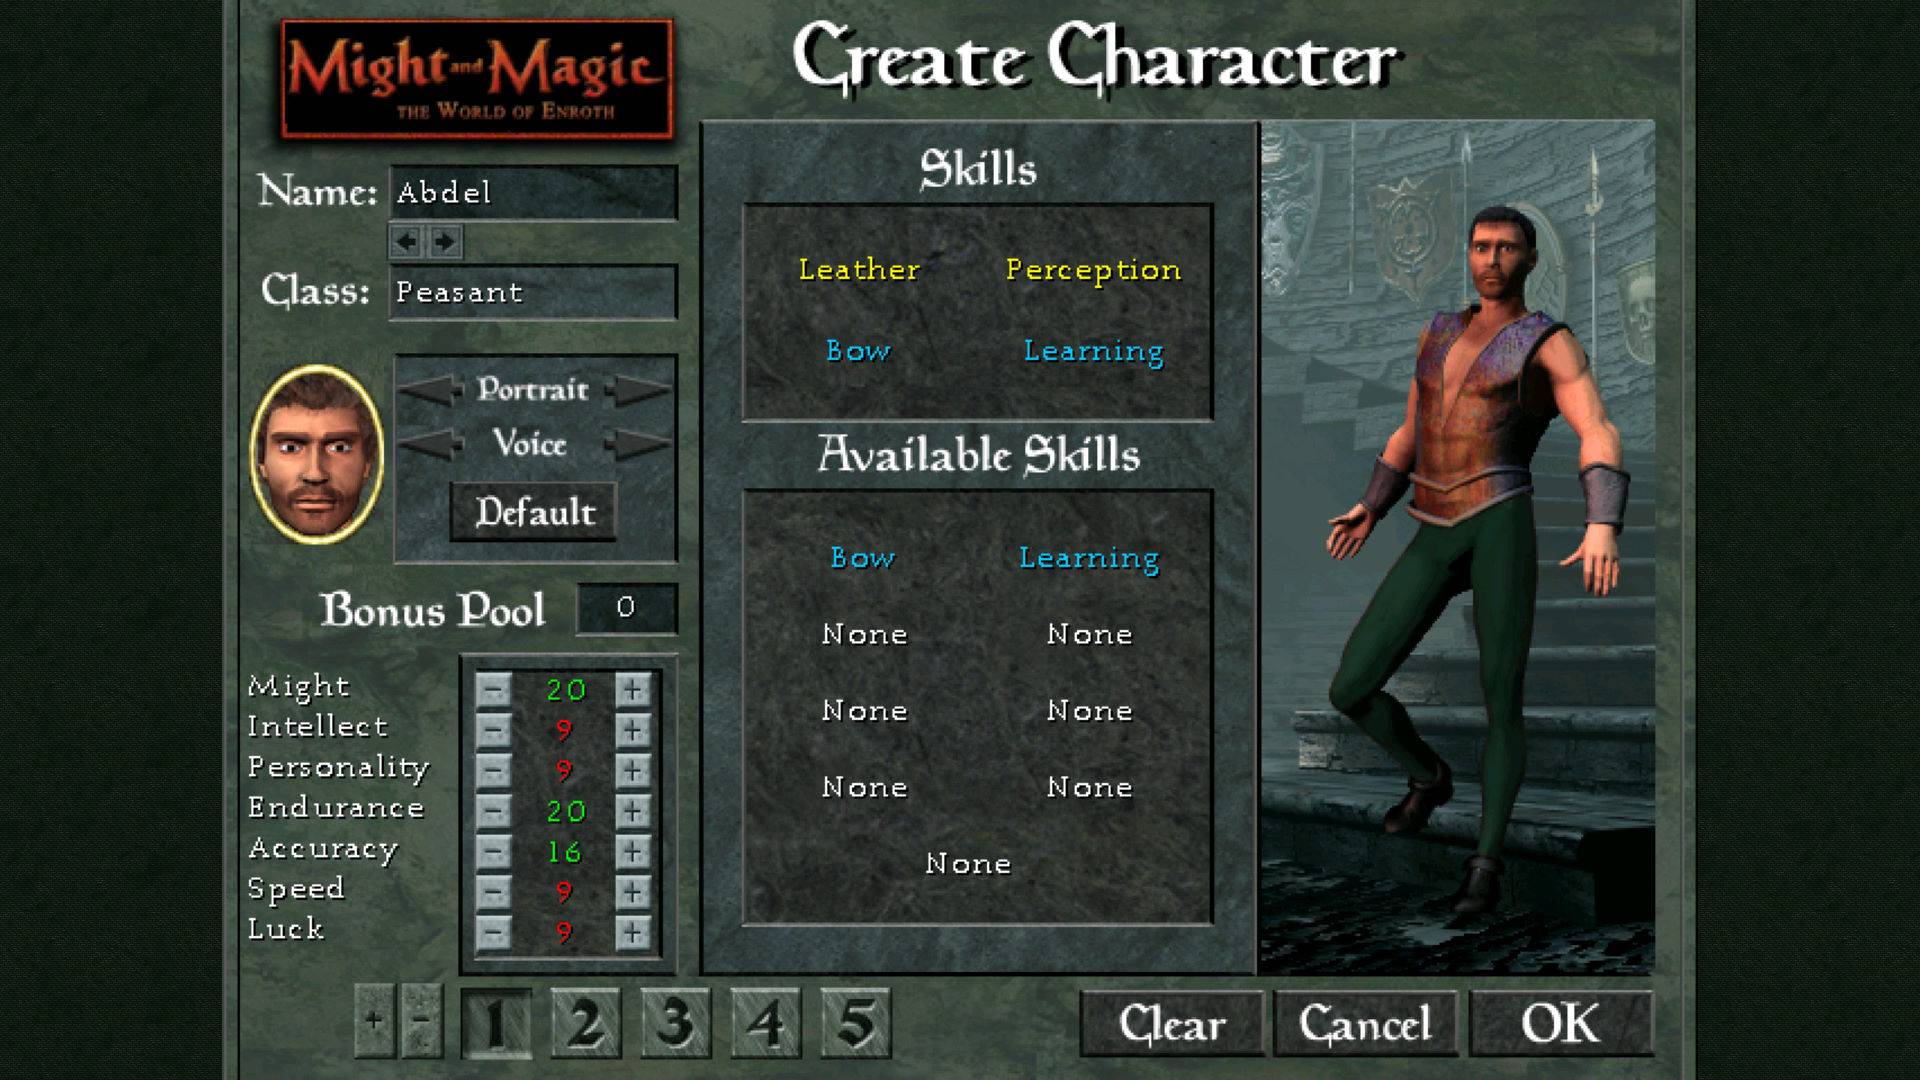 Might and Magic
THE WORLD OF ENROTH
Create Character
Name: Abdel
Class: Peasant
Portrait
Voice
Default
Bonus Pool 0
Might - 20 +
Intellect - 9 +
Personality - 9 +
Endurance - 20 +
Accuracy - 16 +
Speed - 9 +
Luck - 9 +
Skills
Leather Perception
Bow Learning
Available Skills
Bow Learning
None None
None None
None None
None
+ - 1 2 3 4 5
Clear Cancel OK